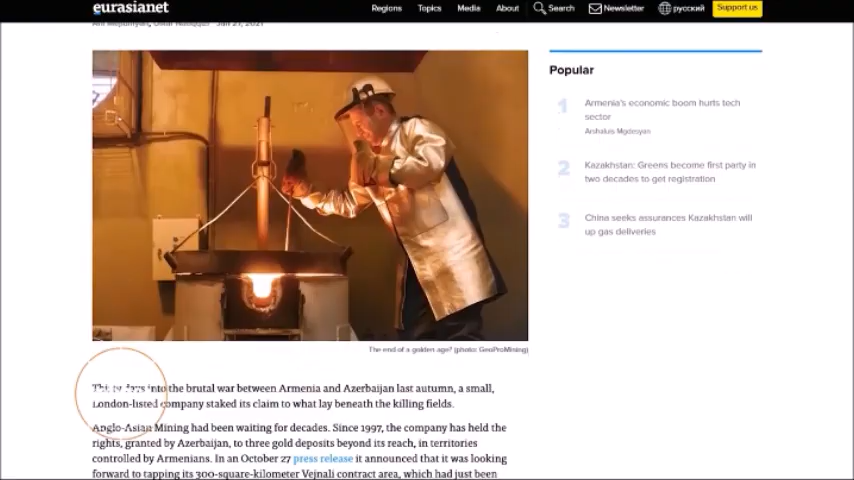 eurasianet
Regions Topics Media About Search Newsletter русский Support us
Jan 27, 2021
The end of a golden age? (photo: GeoProMining)
into the brutal war between Armenia and Azerbaijan last autumn, a small,
London-listed company staked its claim to what lay beneath the killing fields.
Anglo-Asian Mining had been waiting for decades. Since 1997, the company has held the
rights, granted by Azerbaijan, to three gold deposits beyond its reach, in territories
controlled by Armenians. In an October 27 press release it announced that it was looking
forward to tapping its 300-square-kilometer Vejnali contract area, which had just been
Popular
1
Armenia's economic boom hurts tech
sector
Arshaluis Mgdesyan
2
Kazakhstan: Greens become first party in
two decades to get registration
3
China seeks assurances Kazakhstan will
up gas deliveries